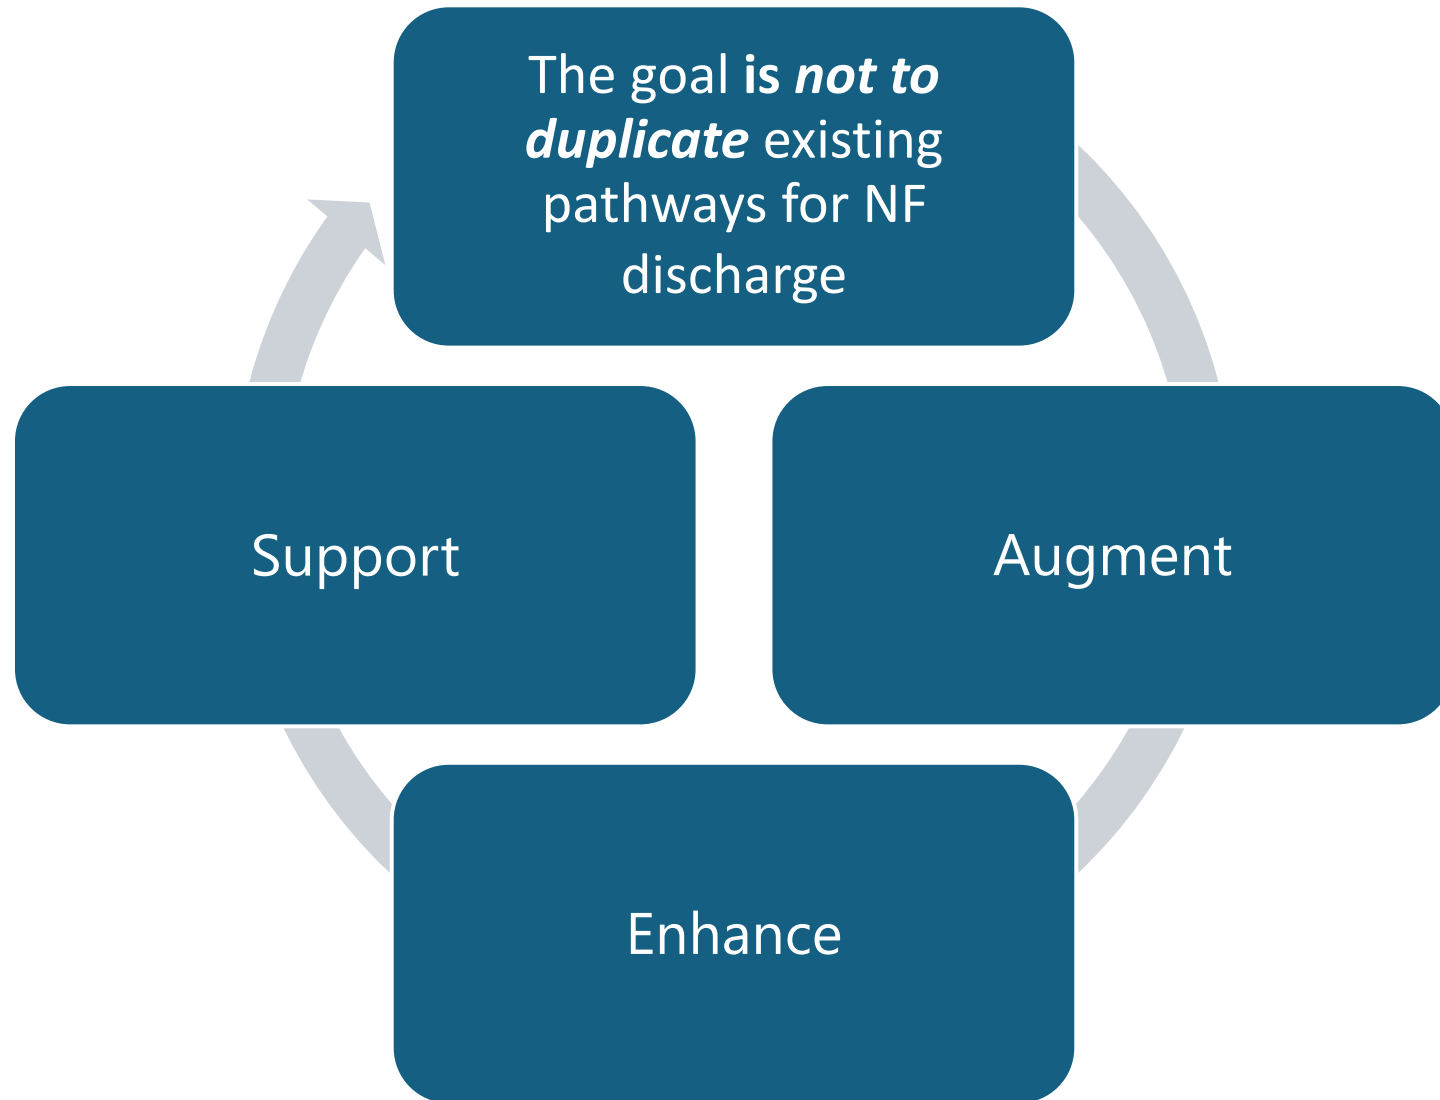 The goal is not to
duplicate existing
pathways for NF
discharge
Support
Augment
Enhance